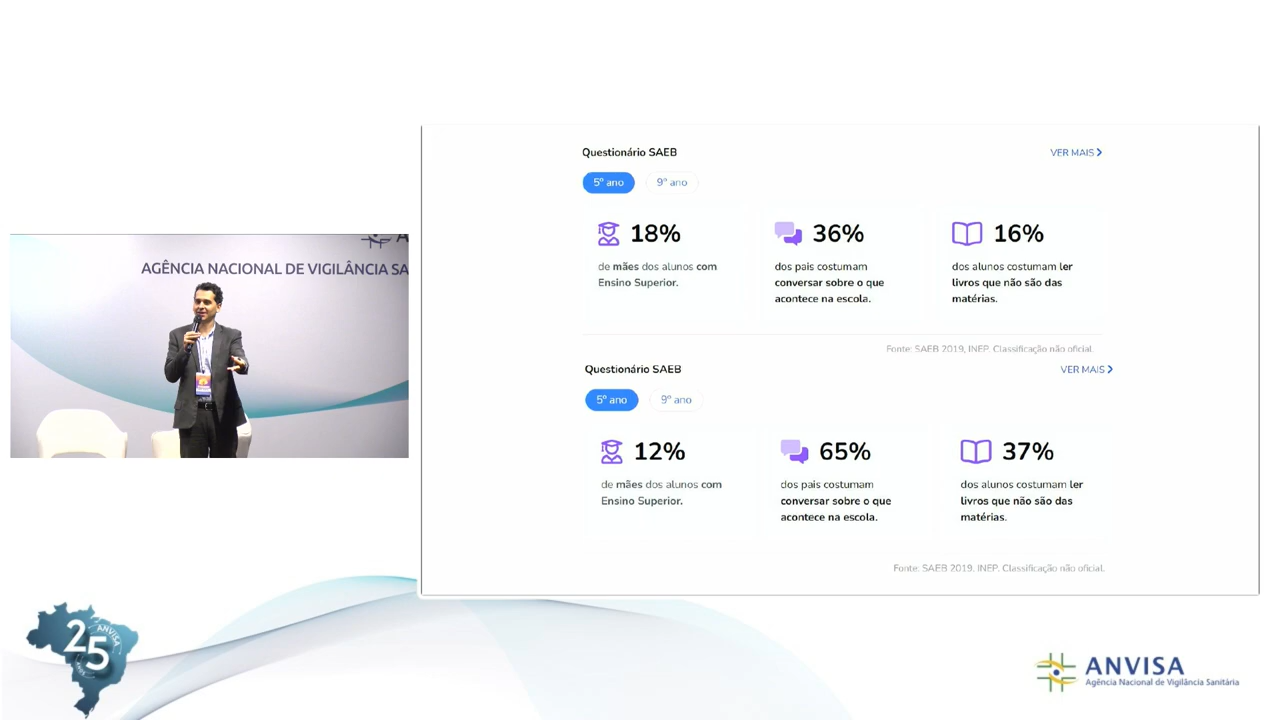 Questionário SAEB
VER MAIS
5º ano
9º ano
18%
de mães dos alunos com
Ensino Superior.
36%
dos pais costumam
conversar sobre o que
acontece na escola.
16%
dos alunos costumam ler
livros que não são das
matérias.
Fonte: SAEB 2019, INEP. Classificação não oficial.
Questionário SAEB
VER MAIS
5º ano
9º ano
12%
de mães dos alunos com
Ensino Superior.
65%
dos pais costumam
conversar sobre o que
acontece na escola.
37%
dos alunos costumam ler
livros que não são das
matérias.
Fonte: SAEB 2019, INEP. Classificação não oficial.
AGÊNCIA NACIONAL DE VIGILÂNCIA SA
25
ANVISA
ANVISA
Agência Nacional de Vigilância Sanitária